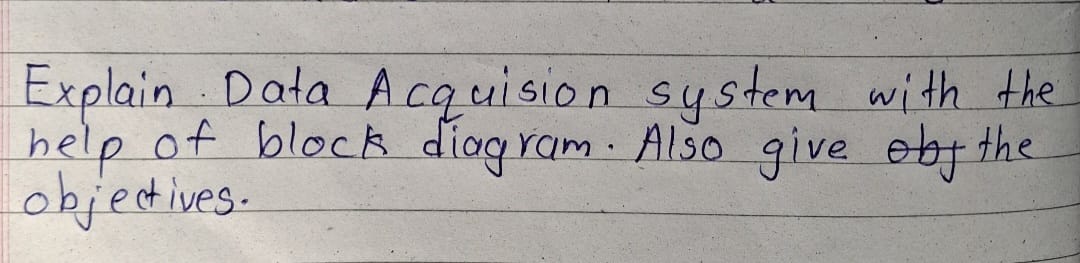 Explain. Data Acquision system with the
help of block diagram. Also give obj the
objectives.